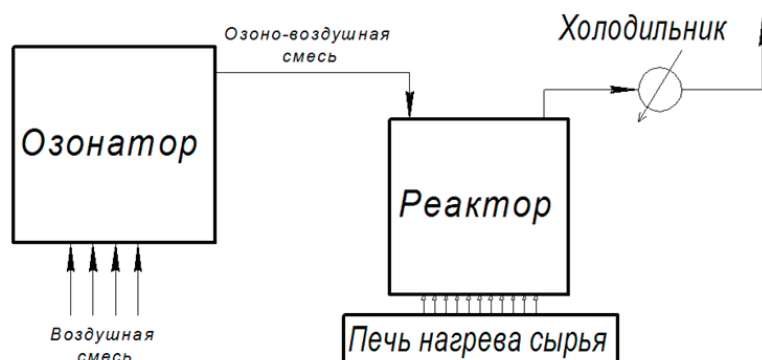 Озоно-воздушная
смесь
Холодильник
Озонатор
Реактор
Воздушная
смесь
Печь нагрева сырья